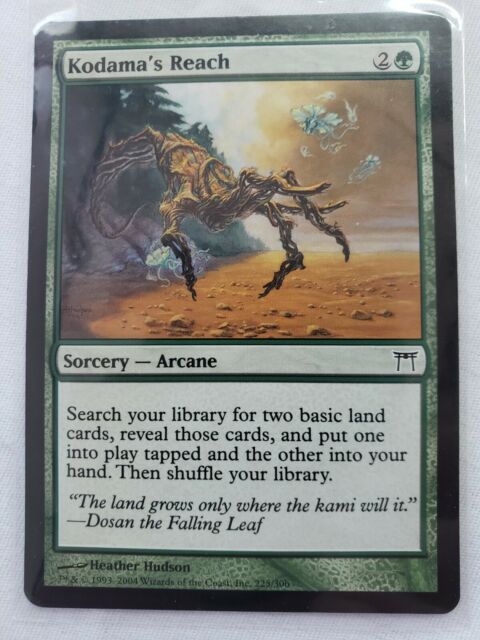 Kodama's Reach 2
Sorcery — Arcane
Search your library for two basic land
cards, reveal those cards, and put one
into play tapped and the other into your
hand. Then shuffle your library.
"The land grows only where the kami will it."
—Dosan the Falling Leaf
Heather Hudson
™ & © 1993–2004 Wizards of the Coast, Inc. 225/306